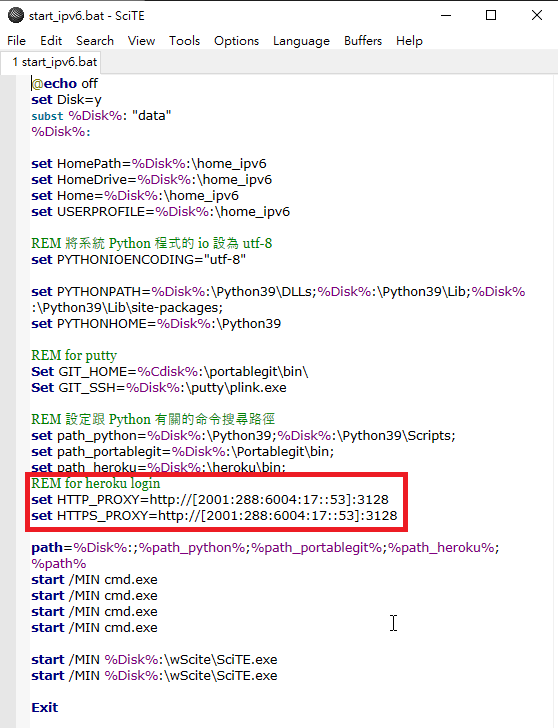 start_ipv6.bat - SciTE
File Edit Search View Tools Options Language Buffers Help
1 start_ipv6.bat
@echo off
set Disk=y
subst %Disk%: "data"
%Disk%:
set HomePath=%Disk%:\home_ipv6
set HomeDrive=%Disk%:\home_ipv6
set Home=%Disk%:\home_ipv6
set USERPROFILE=%Disk%:\home_ipv6
REM 將系統 Python 程式的 io 設為 utf-8
set PYTHONIOENCODING="utf-8"
set PYTHONPATH=%Disk%:\Python39\DLLs;%Disk%:\Python39\Lib;%Disk%
:\Python39\Lib\site-packages;
set PYTHONHOME=%Disk%:\Python39
REM for putty
Set GIT_HOME=%Cdisk%:\portablegit\bin\
Set GIT_SSH=%Disk%:\putty\plink.exe
REM 設定跟 Python 有關的命令搜尋路徑
set path_python=%Disk%:\Python39;%Disk%:\Python39\Scripts;
set path_portablegit=%Disk%:\Portablegit\bin;
set path_heroku=%Disk%:\heroku\bin;
REM for heroku login
set HTTP_PROXY=http://[2001:288:6004:17::53]:3128
set HTTPS_PROXY=http://[2001:288:6004:17::53]:3128
path=%Disk%:;%path_python%;%path_portablegit%;%path_heroku%;
%path%
start /MIN cmd.exe
start /MIN cmd.exe
start /MIN cmd.exe
start /MIN cmd.exe
start /MIN %Disk%:\wScite\SciTE.exe
start /MIN %Disk%:\wScite\SciTE.exe
Exit